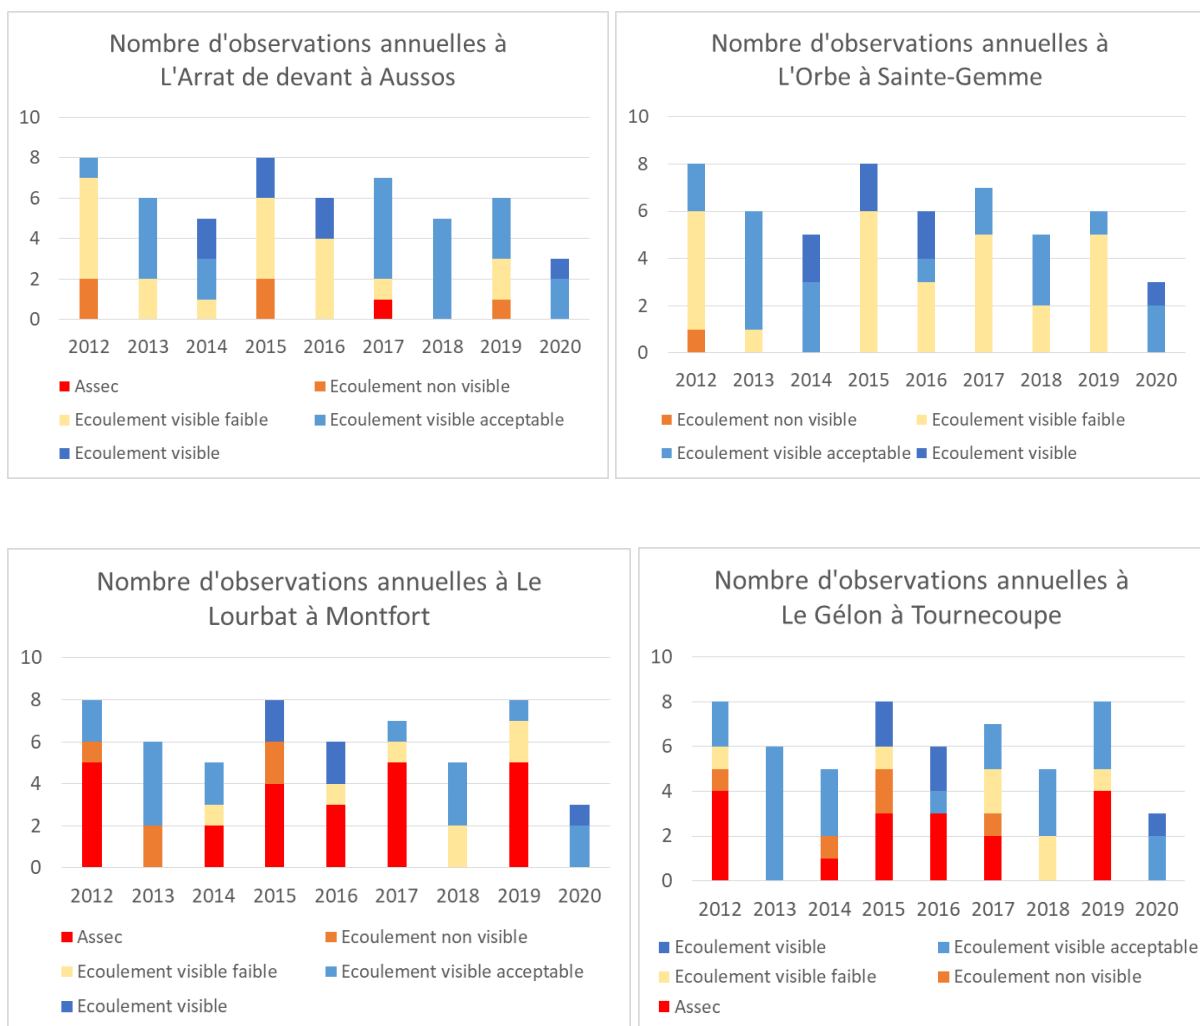 Nombre d'observations annuelles à
L'Arrat de devant à Aussos
10
8
6
4
2
0
2012 2013 2014 2015 2016 2017 2018 2019 2020
Assec Ecoulement non visible
Ecoulement visible faible Ecoulement visible acceptable
Ecoulement visible
Nombre d'observations annuelles à
L'Orbe à Sainte-Gemme
10
8
6
4
2
0
2012 2013 2014 2015 2016 2017 2018 2019 2020
Ecoulement non visible Ecoulement visible faible
Ecoulement visible acceptable Ecoulement visible
Nombre d'observations annuelles à Le
Lourbat à Montfort
10
8
6
4
2
0
2012 2013 2014 2015 2016 2017 2018 2019 2020
Assec Ecoulement non visible
Ecoulement visible faible Ecoulement visible acceptable
Ecoulement visible
Nombre d'observations annuelles à
Le Gélon à Tournecoupe
10
8
6
4
2
0
2012 2013 2014 2015 2016 2017 2018 2019 2020
Ecoulement visible Ecoulement visible acceptable
Ecoulement visible faible Ecoulement non visible
Assec